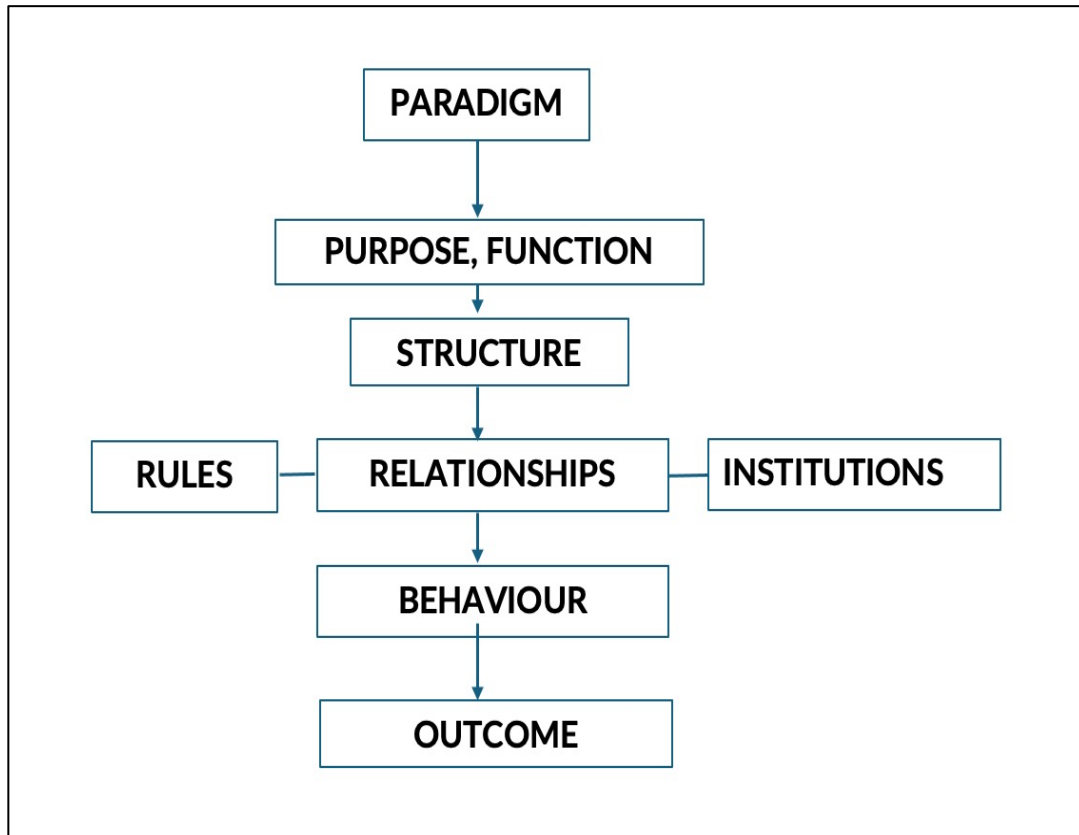 PARADIGM
PURPOSE, FUNCTION
STRUCTURE
RULES
RELATIONSHIPS
INSTITUTIONS
BEHAVIOUR
OUTCOME